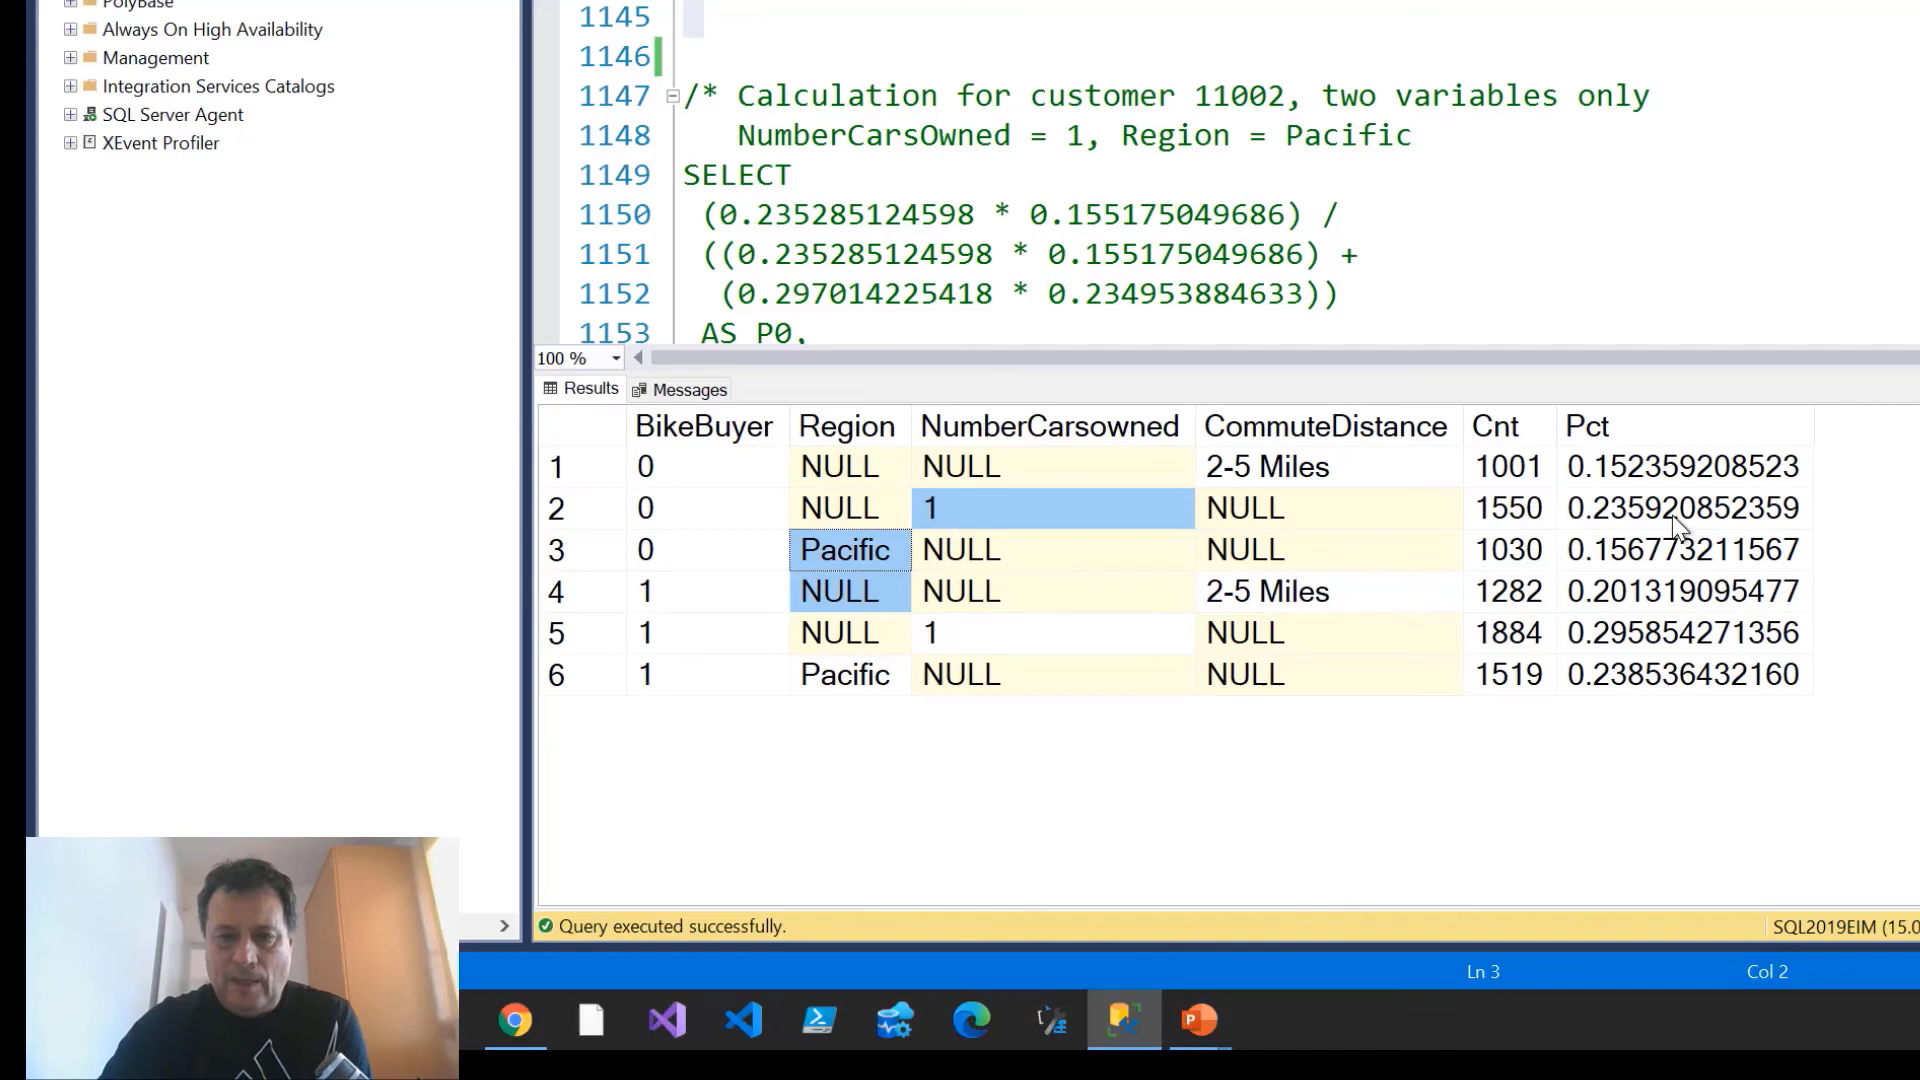 PolyBase
Always On High Availability
Management
Integration Services Catalogs
SQL Server Agent
XEvent Profiler
1145
1146
1147 /* Calculation for customer 11002, two variables only
1148 NumberCarsOwned = 1, Region = Pacific
1149 SELECT
1150 (0.235285124598 * 0.155175049686) /
1151 ((0.235285124598 * 0.155175049686) +
1152 (0.297014225418 * 0.234953884633))
1153 AS P0,
100 %
Results Messages
BikeBuyer Region NumberCarsowned CommuteDistance Cnt Pct
1 0 NULL NULL 2-5 Miles 1001 0.152359208523
2 0 NULL 1 NULL 1550 0.235920852359
3 0 Pacific NULL NULL 1030 0.156773211567
4 1 NULL NULL 2-5 Miles 1282 0.201319095477
5 1 NULL 1 NULL 1884 0.295854271356
6 1 Pacific NULL NULL 1519 0.238536432160
Query executed successfully. SQL2019EIM (15.0
Ln 3 Col 2